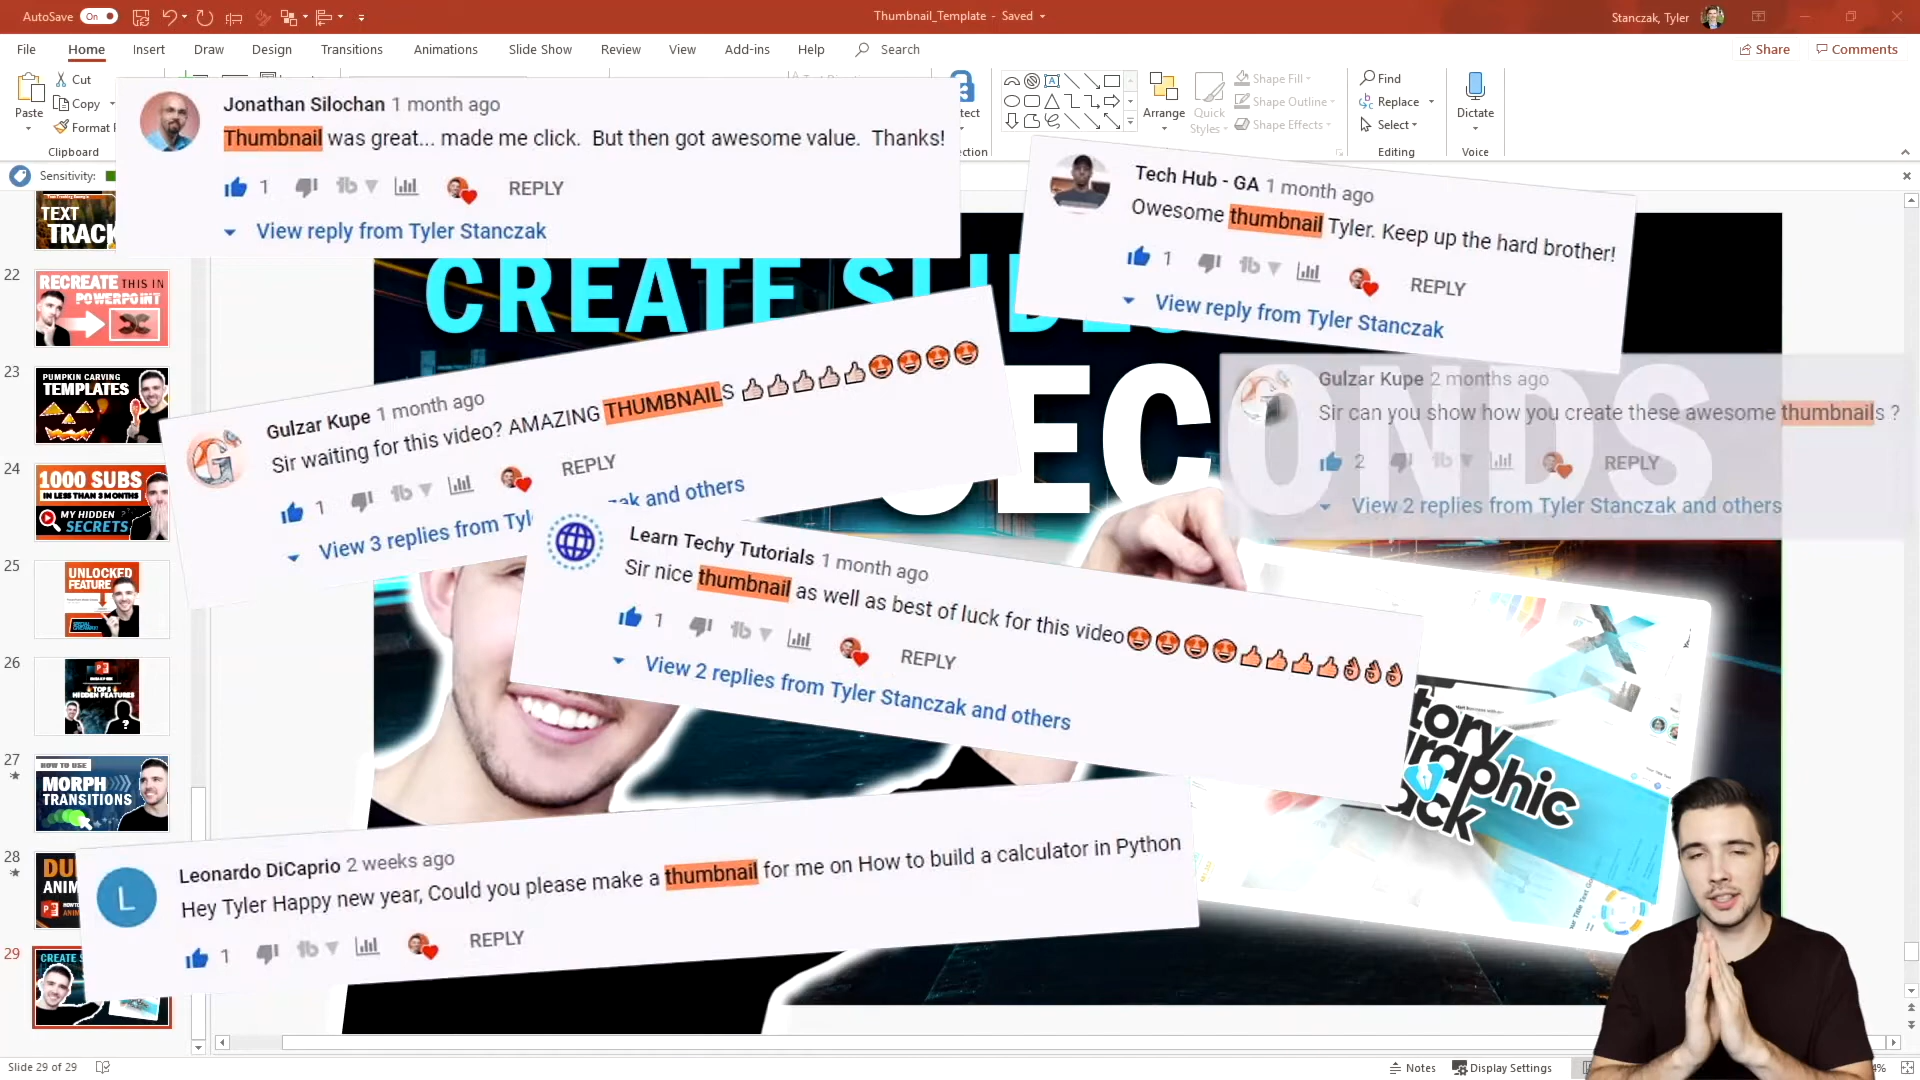 AutoSave On
Thumbnail_Template - Saved
Stanczak, Tyler
File Home Insert Draw Design Transitions Animations Slide Show Review View Add-ins Help Search
Share Comments
Paste
Cut
Copy
Format
Clipboard
Arrange
Quick Styles
Shape Fill
Shape Outline
Shape Effects
Find
Replace
Select
Editing
Dictate
Voice
Sensitivity:
Jonathan Silochan 1 month ago
Thumbnail was great... made me click. But then got awesome value. Thanks!
1 REPLY
View reply from Tyler Stanczak
Tech Hub - GA 1 month ago
Owesome thumbnail Tyler. Keep up the hard brother!
1 REPLY
View reply from Tyler Stanczak
Gulzar Kupe 1 month ago
Sir waiting for this video? AMAZING THUMBNAILS 👍👍👍👍👍😍😍😍😍
1 REPLY
View 3 replies from Tyl
zak and others
Gulzar Kupe 2 months ago
Sir can you show how you create these awesome thumbnails ?
2 REPLY
View 2 replies from Tyler Stanczak and others
Learn Techy Tutorials 1 month ago
Sir nice thumbnail as well as best of luck for this video😍😍😍😍👍👍👍👍👌👌👌
1 REPLY
View 2 replies from Tyler Stanczak and others
Leonardo DiCaprio 2 weeks ago
L
Hey Tyler Happy new year, Could you please make a thumbnail for me on How to build a calculator in Python
1 REPLY
CREATE
SECONDS
TEXT
TRACK
22
RECREATE THIS IN
POWERPOINT
23
PUMPKIN CARVING
TEMPLATES
24
1000 SUBS
IN LESS THAN 3 MONTHS
MY HIDDEN
SECRETS
25
UNLOCKED
FEATURE
26
TOP 5
HIDDEN FEATURES
?
27
HOW TO USE
MORPH
TRANSITIONS
28
29
CREATE
Slide 29 of 29
Notes
Display Settings